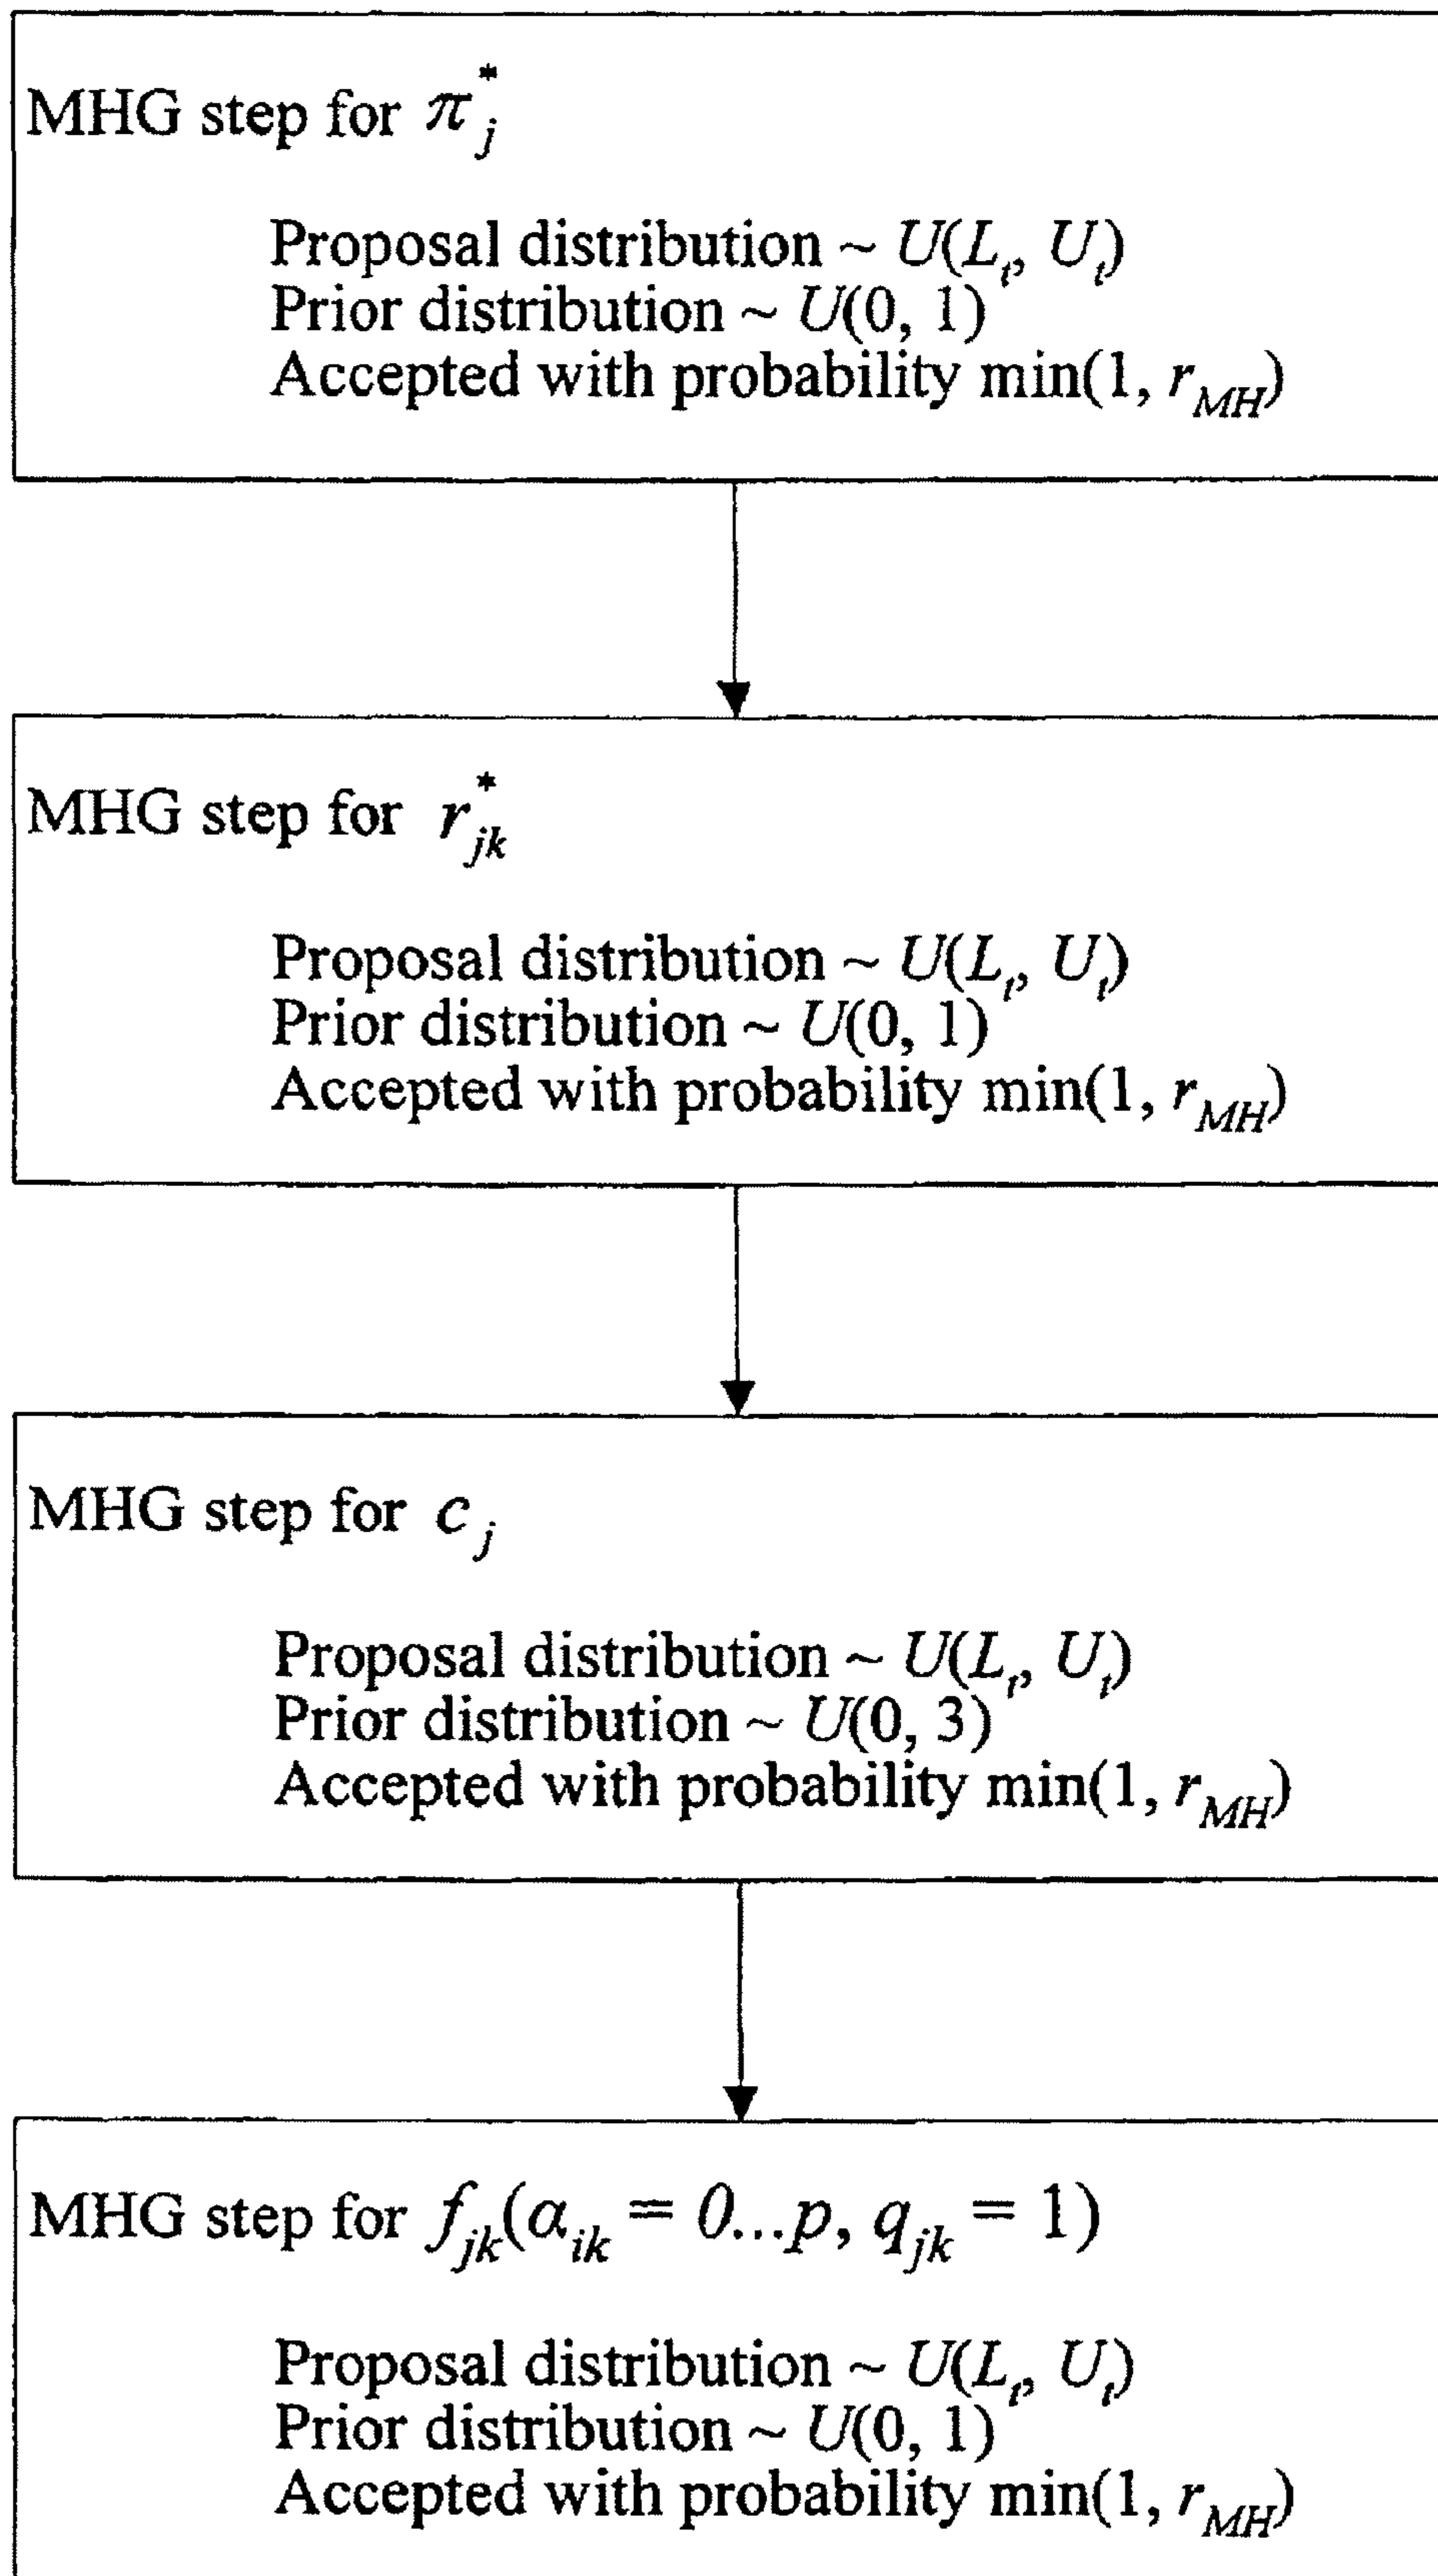 MHG step for π*j
Proposal distribution ~ U(Lt, Ut)
Prior distribution ~ U(0, 1)
Accepted with probability min(1, rMH)
MHG step for r*jk
Proposal distribution ~ U(Lt, Ut)
Prior distribution ~ U(0, 1)
Accepted with probability min(1, rMH)
MHG step for cj
Proposal distribution ~ U(Lt, Ut)
Prior distribution ~ U(0, 3)
Accepted with probability min(1, rMH)
MHG step for fjk(αik = 0...p, qjk = 1)
Proposal distribution ~ U(Lt, Ut)
Prior distribution ~ U(0, 1)
Accepted with probability min(1, rMH)